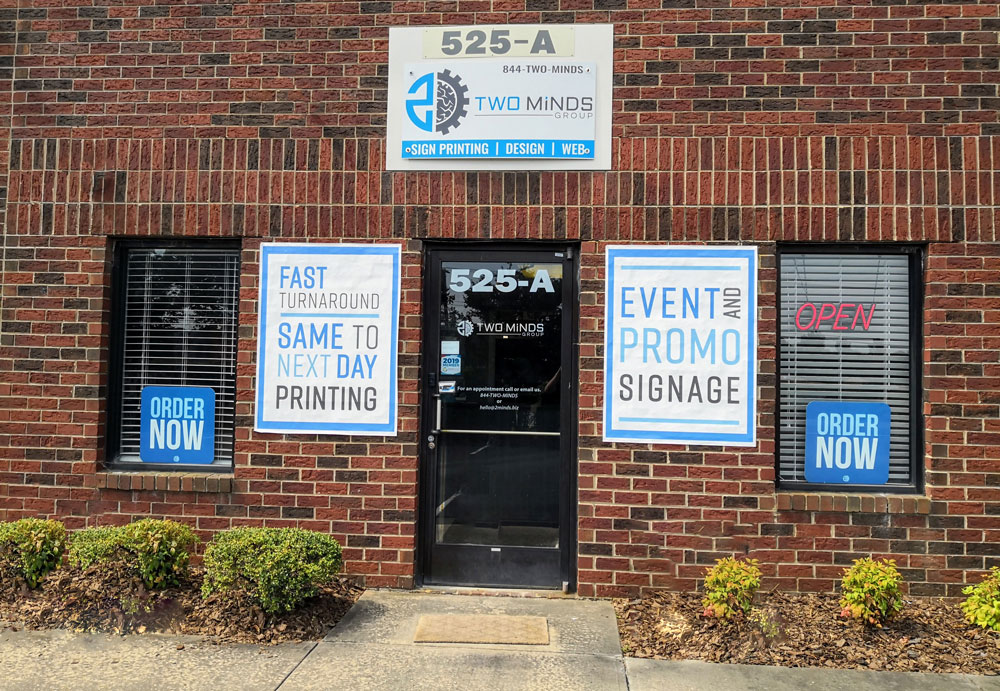 525-A
844-TWO-MINDS
TWO MiNDS
GROUP
SIGN PRINTING | DESIGN | WEB
FAST
TURNAROUND
SAME TO
NEXT DAY
PRINTING
ORDER
NOW
525-A
TWO MINDS
GROUP
2019
For an appointment call or email us.
844-TWO-MINDS
or
hello@2minds.biz
EVENT AND
PROMO
SIGNAGE
OPEN
ORDER
NOW